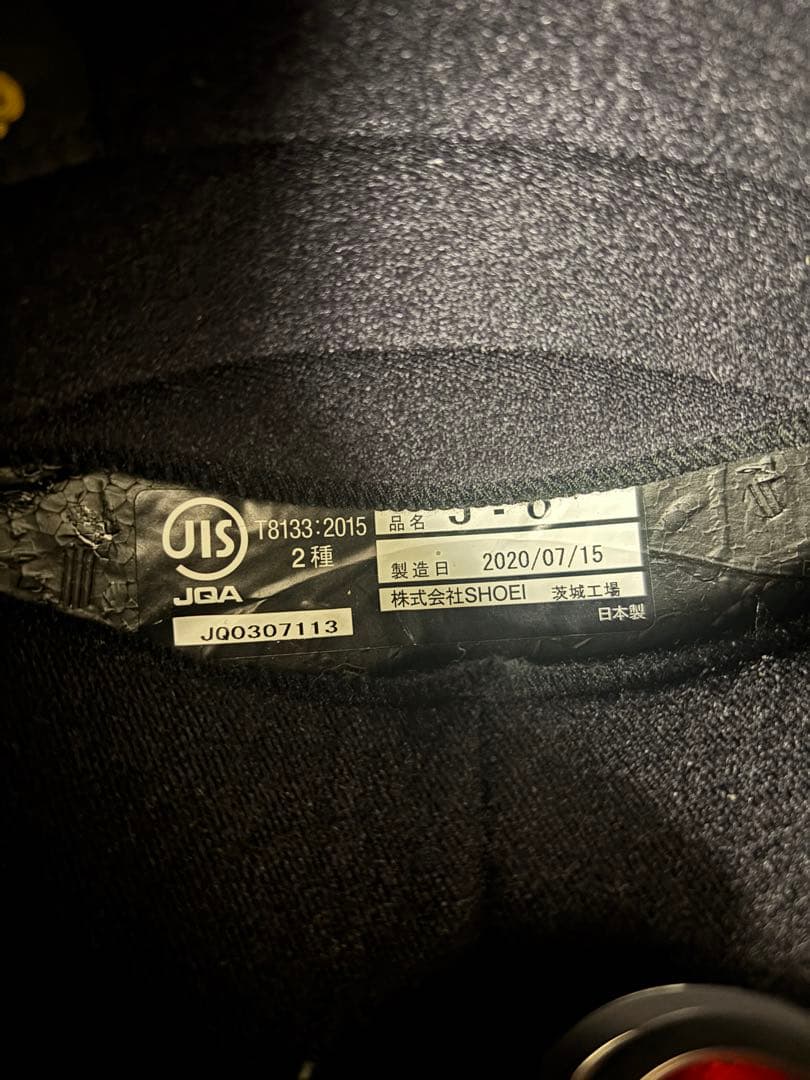 JIS
JQA
T8133:2015
2種
JQ0307113
品名
製造日 2020/07/15
株式会社SHOEI 茨城工場
日本製